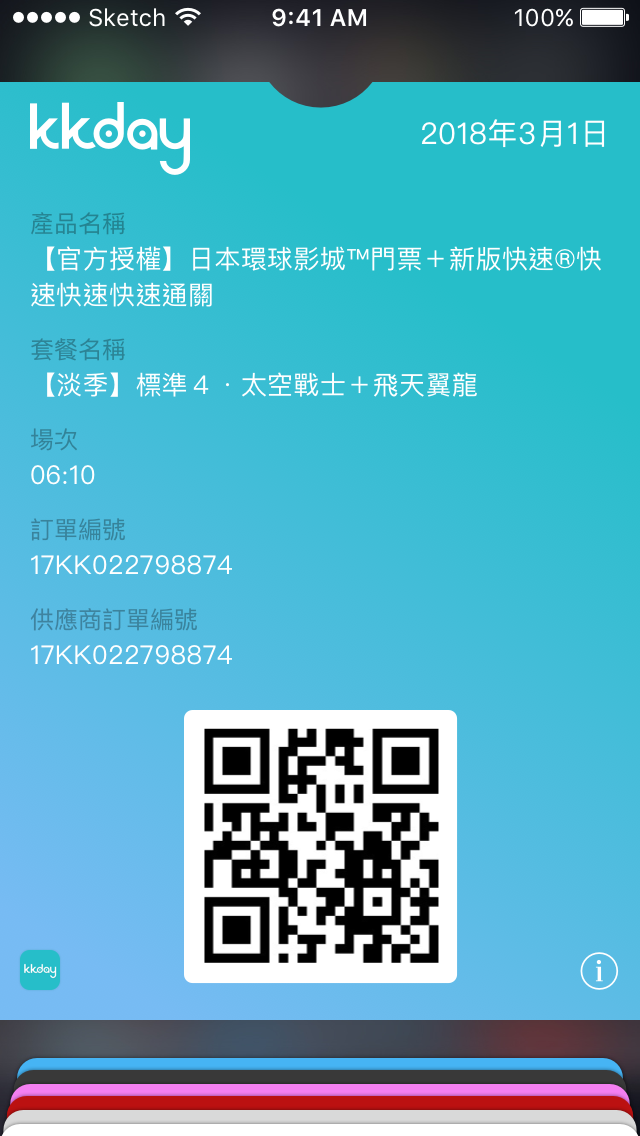 Sketch 9:41 AM 100%
kkday 2018年3月1日
產品名稱
【官方授權】日本環球影城™門票＋新版快速®快
速快速快速通關
套餐名稱
【淡季】標準４．太空戰士＋飛天翼龍
場次
06:10
訂單編號
17KK022798874
供應商訂單編號
17KK022798874
kkday i